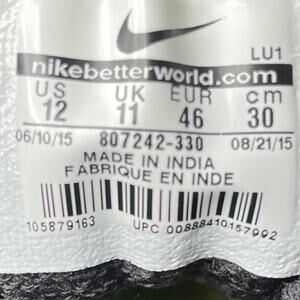 LU1
nikebetterworld.com
US UK EUR cm
12 11 46 30
06/10/15 807242-330 08/21/15
MADE IN INDIA
FABRIQUE EN INDE
105879163 UPC 00888410157992